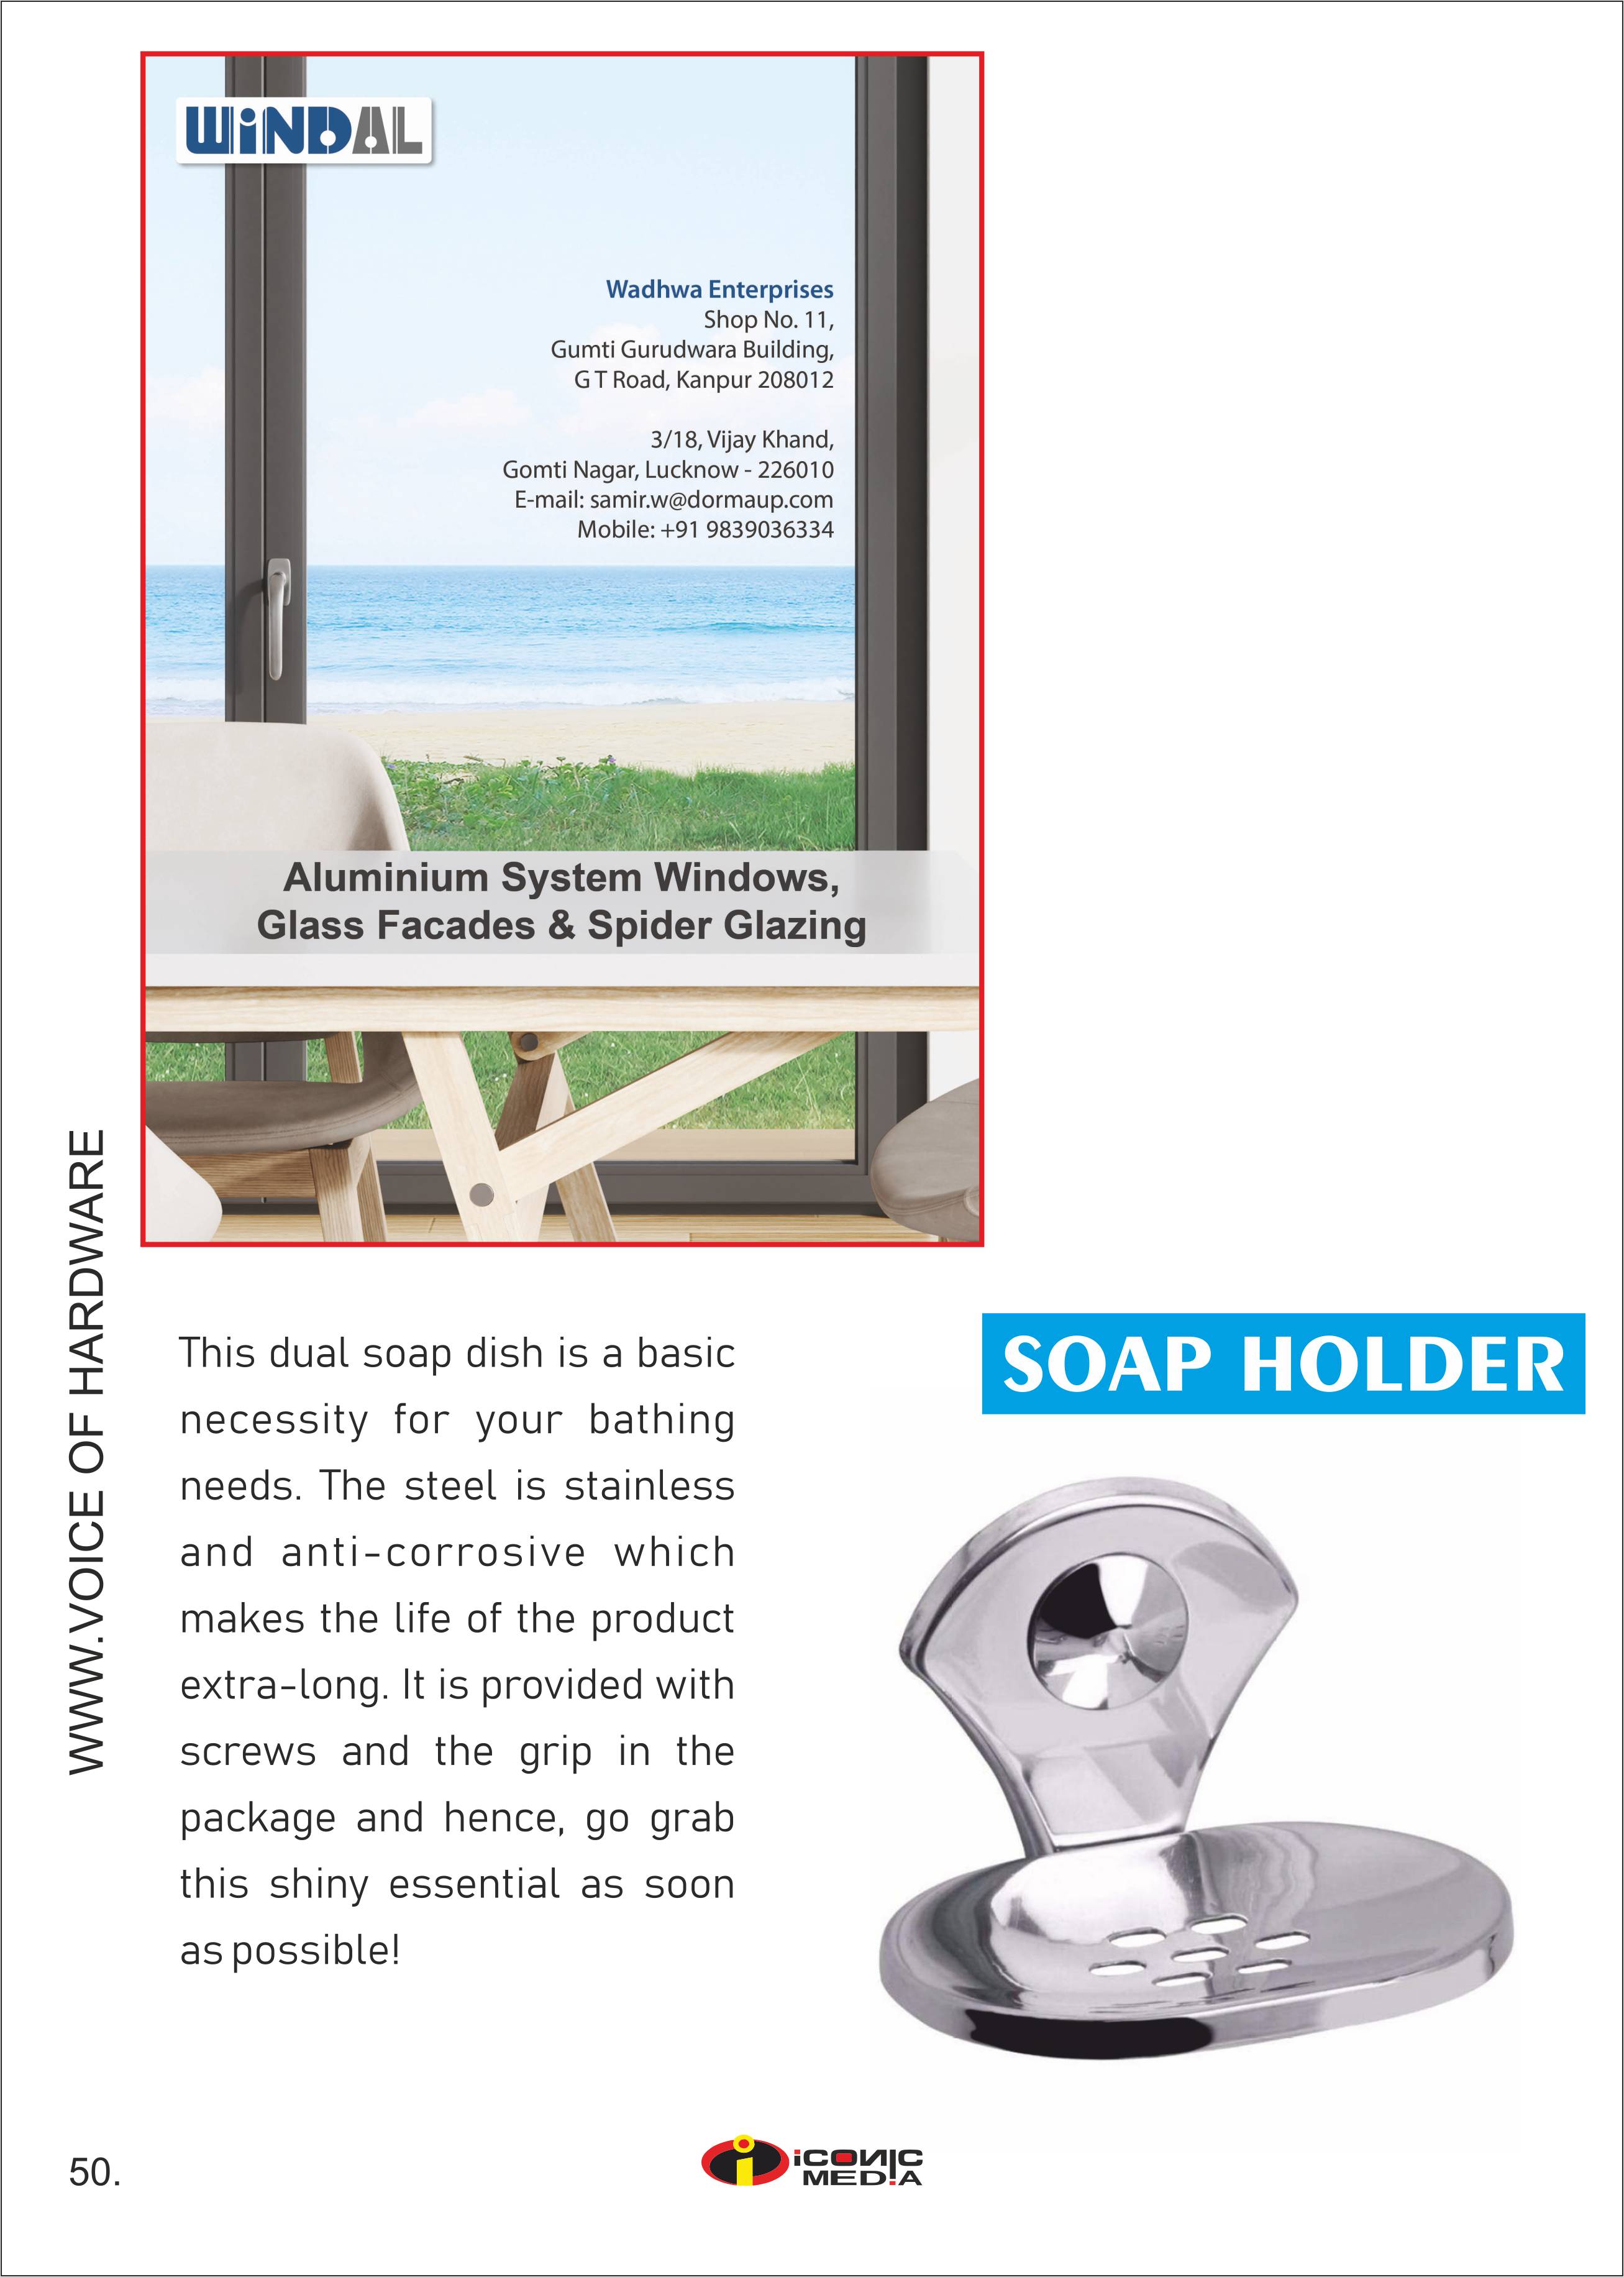 WiNDAL
Wadhwa Enterprises
Shop No. 11,
Gumti Gurudwara Building,
G T Road, Kanpur 208012
3/18, Vijay Khand,
Gomti Nagar, Lucknow - 226010
E-mail: samir.w@dormaup.com
Mobile: +91 9839036334
Aluminium System Windows,
Glass Facades & Spider Glazing
WWW.VOICE OF HARDWARE
SOAP HOLDER
This dual soap dish is a basic
necessity for your bathing
needs. The steel is stainless
and anti-corrosive which
makes the life of the product
extra-long. It is provided with
screws and the grip in the
package and hence, go grab
this shiny essential as soon
as possible!
50.
iCONIC
MEDiA